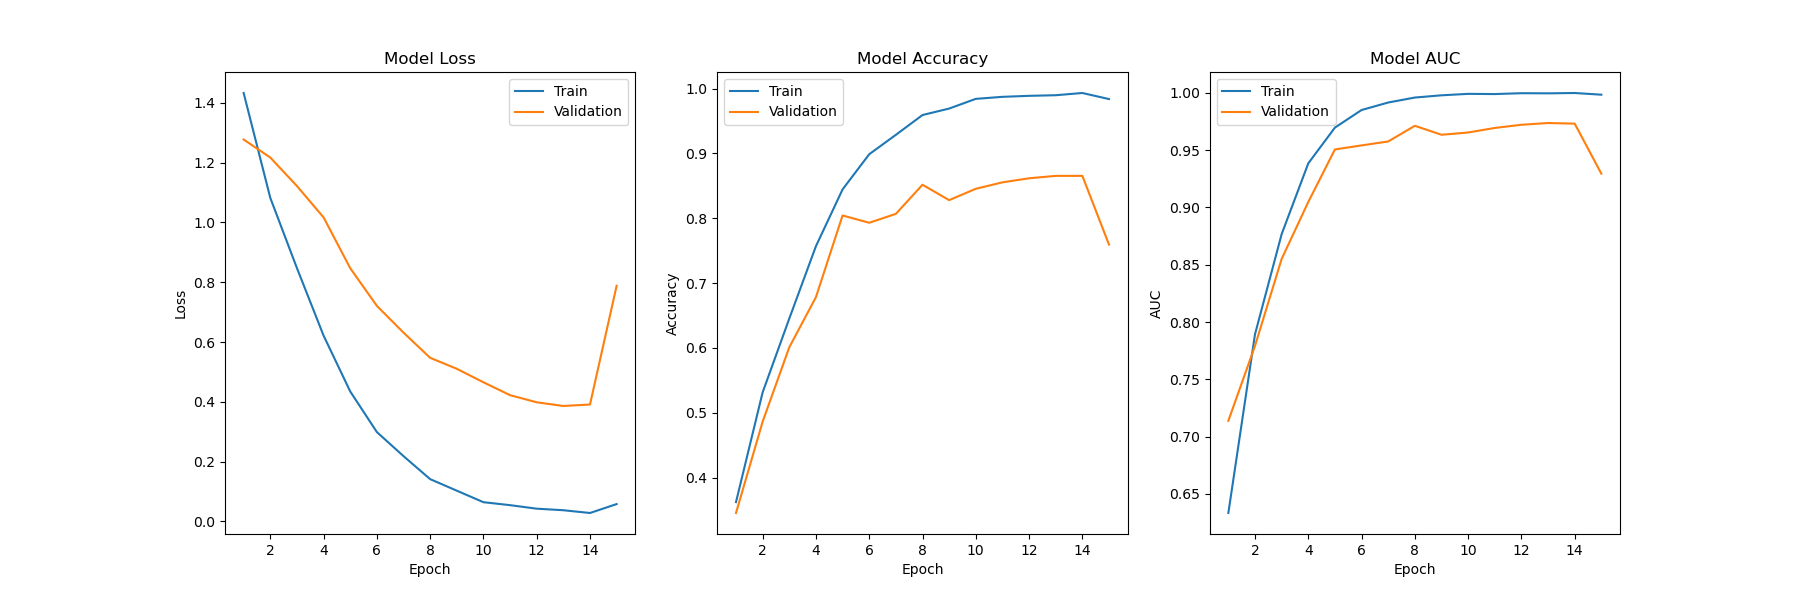 Model Loss
Train
Validation
1.4
1.2
1.0
0.8
0.6
0.4
0.2
0.0
Loss
2 4 6 8 10 12 14
Epoch
Model Accuracy
Train
Validation
1.0
0.9
0.8
0.7
0.6
0.5
0.4
Accuracy
2 4 6 8 10 12 14
Epoch
Model AUC
Train
Validation
1.00
0.95
0.90
0.85
0.80
0.75
0.70
0.65
AUC
2 4 6 8 10 12 14
Epoch